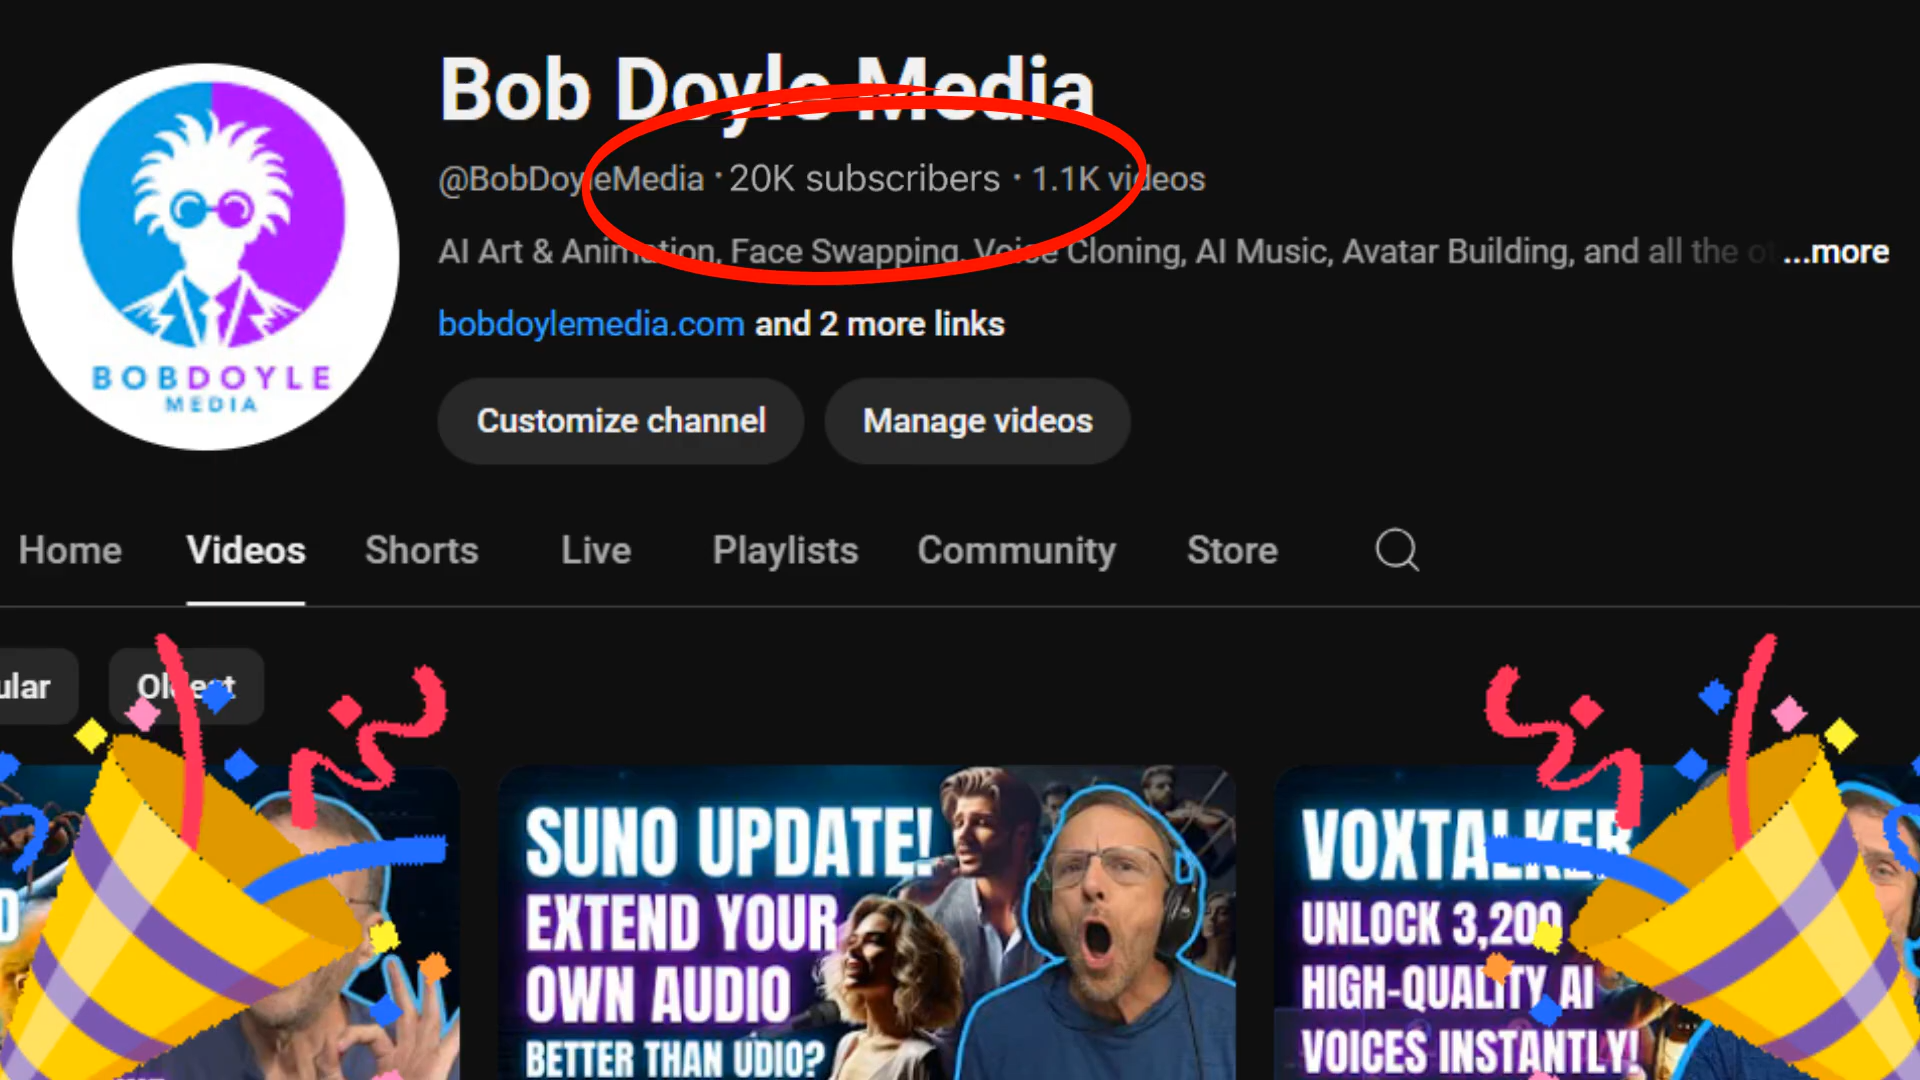 Bob Doyle Media
@BobDoyleMedia · 20K subscribers · 1.1K videos
AI Art & Animation, Face Swapping, Voice Cloning, AI Music, Avatar Building, and all the ...more
bobdoylemedia.com and 2 more links
BOBDOYLE
MEDIA
Customize channel
Manage videos
Home Videos Shorts Live Playlists Community Store
ular
Oldest
SUNO UPDATE!
EXTEND YOUR
OWN AUDIO
BETTER THAN UDIO?
VOXTALKER
UNLOCK 3,200
HIGH-QUALITY AI
VOICES INSTANTLY!